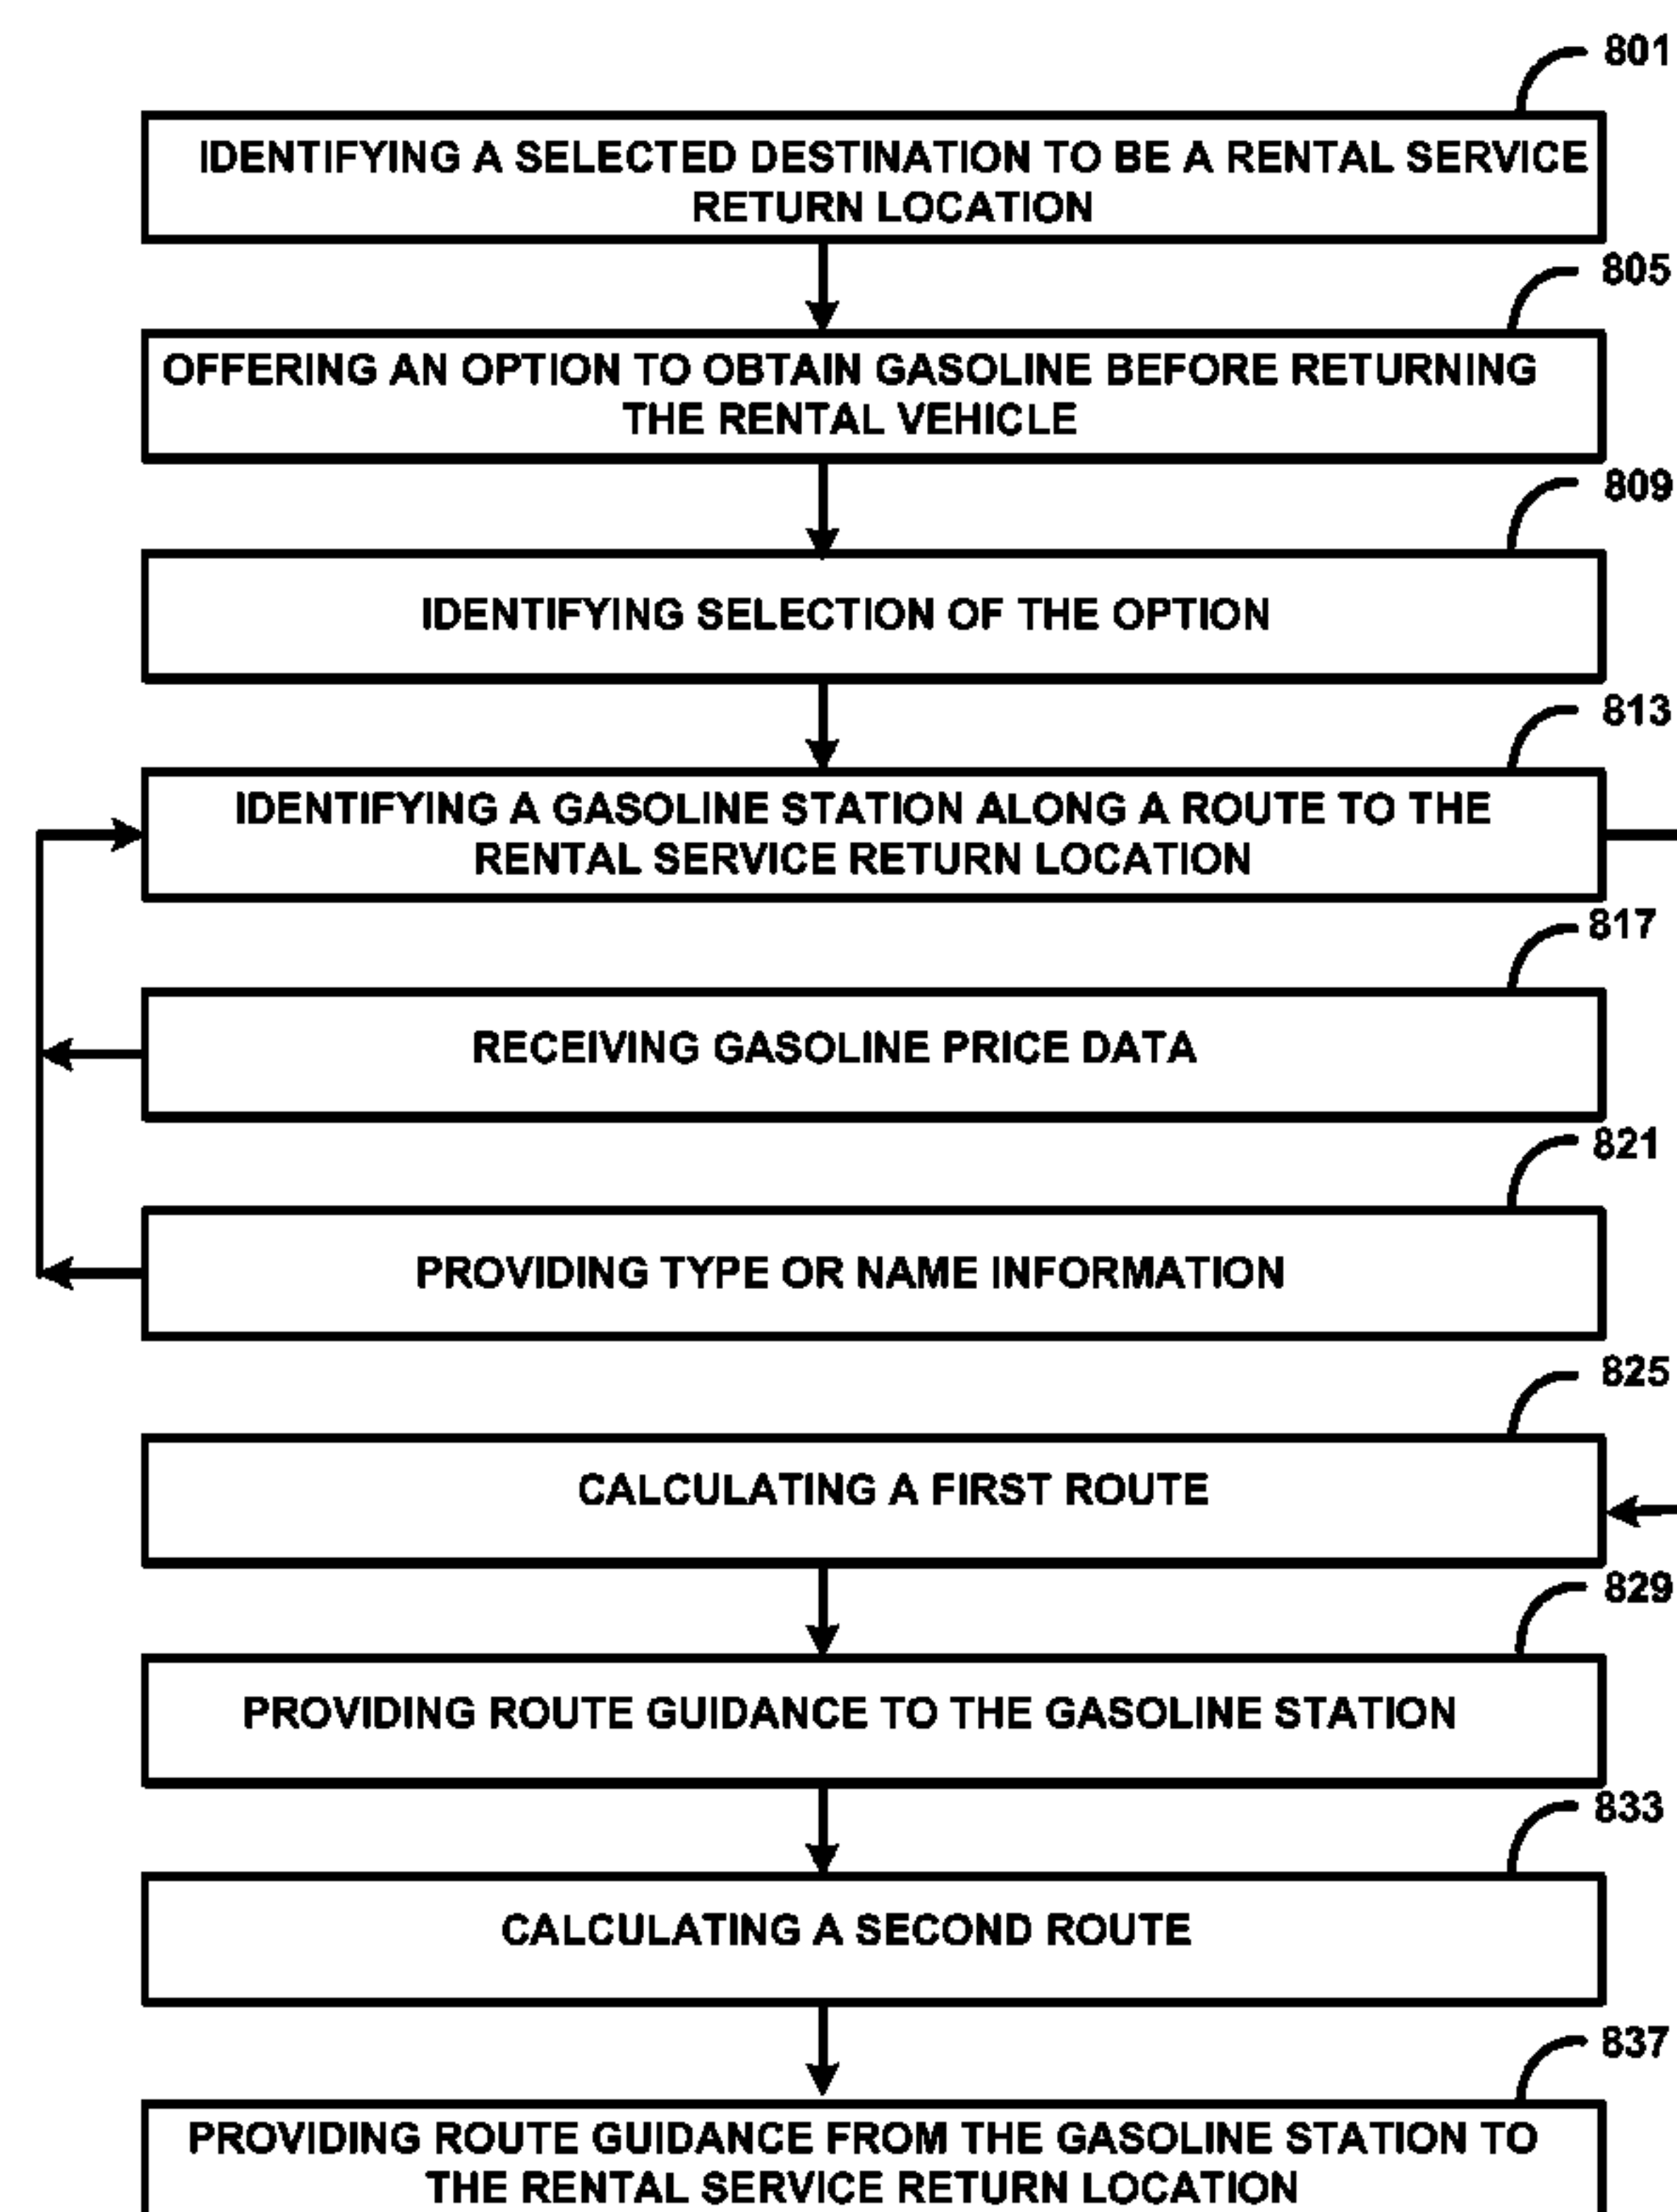 801
IDENTIFYING A SELECTED DESTINATION TO BE A RENTAL SERVICE
RETURN LOCATION
805
OFFERING AN OPTION TO OBTAIN GASOLINE BEFORE RETURNING
THE RENTAL VEHICLE
809
IDENTIFYING SELECTION OF THE OPTION
813
IDENTIFYING A GASOLINE STATION ALONG A ROUTE TO THE
RENTAL SERVICE RETURN LOCATION
817
RECEIVING GASOLINE PRICE DATA
821
PROVIDING TYPE OR NAME INFORMATION
825
CALCULATING A FIRST ROUTE
829
PROVIDING ROUTE GUIDANCE TO THE GASOLINE STATION
833
CALCULATING A SECOND ROUTE
837
PROVIDING ROUTE GUIDANCE FROM THE GASOLINE STATION TO
THE RENTAL SERVICE RETURN LOCATION